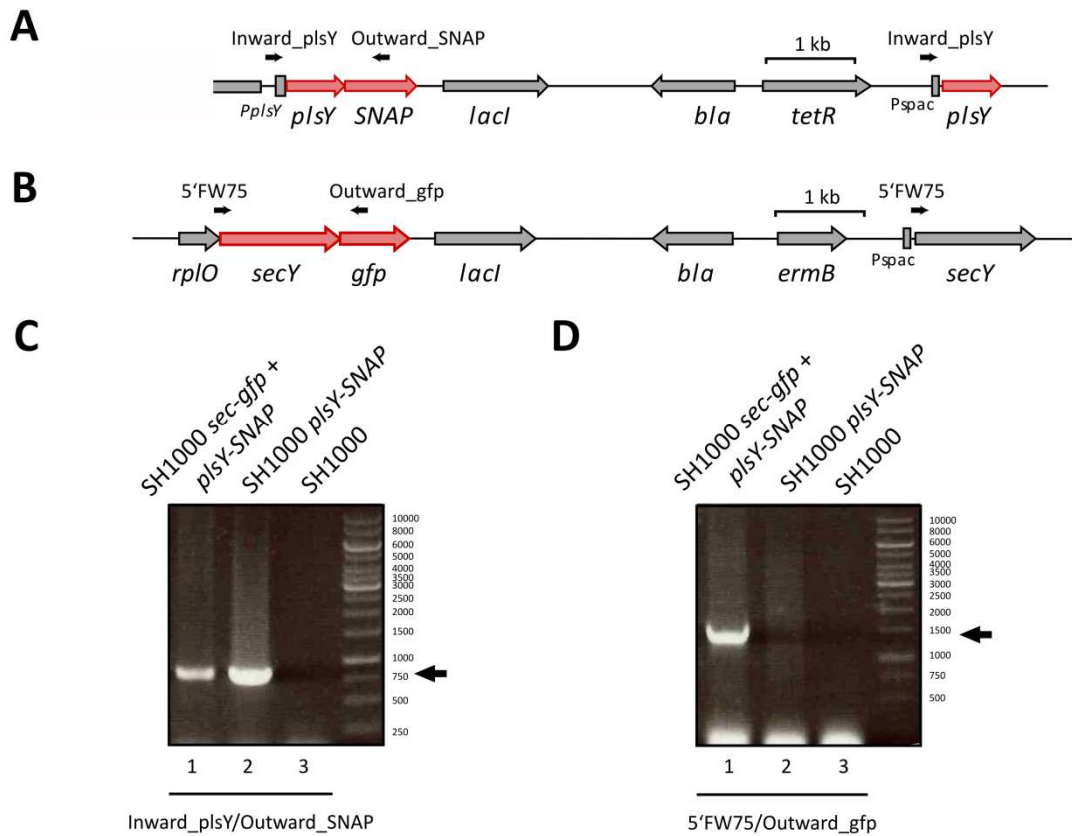 A
Inward_plsY Outward_SNAP 1 kb Inward_plsY
PplsY plsY SNAP lacI bla tetR Pspac plsY
B
5‘FW75 Outward_gfp 1 kb 5‘FW75
rplO secY gfp lacI bla ermB Pspac secY
C
SH1000 sec-gfp +
plsY-SNAP
SH1000 plsY-SNAP
SH1000
10000
8000
6000
5000
4000
3500
3000
2500
2000
1500
1000
750
500
250
1 2 3
Inward_plsY/Outward_SNAP
D
SH1000 sec-gfp +
plsY-SNAP
SH1000 plsY-SNAP
SH1000
10000
8000
6000
5000
4000
3500
3000
2500
2000
1500
1000
750
500
1 2 3
5‘FW75/Outward_gfp